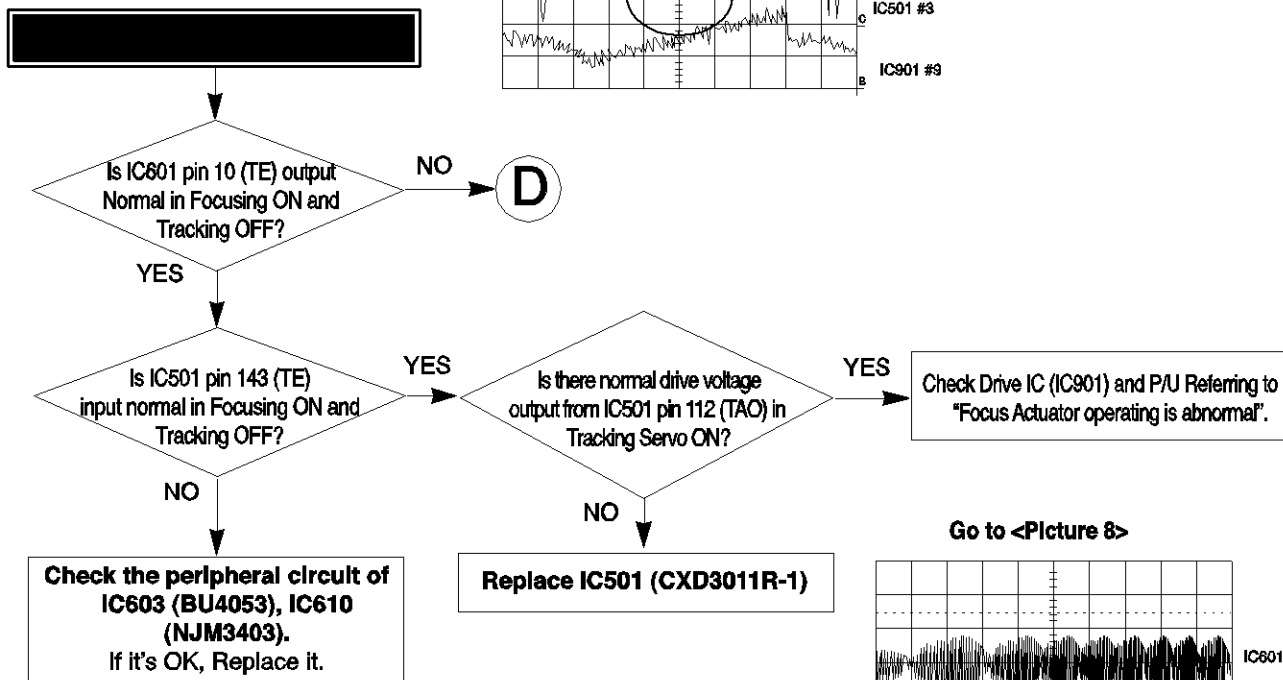 IC501 #3
C
IC901 #9
B
Is IC601 pin 10 (TE) output
Normal in Focusing ON and
Tracking OFF?
NO
D
YES
Is IC501 pin 143 (TE)
input normal in Focusing ON and
Tracking OFF?
YES
Is there normal drive voltage
output from IC501 pin 112 (TAO) in
Tracking Servo ON?
YES
Check Drive IC (IC901) and P/U Referring to
“Focus Actuator operating is abnormal”.
NO
Check the peripheral circuit of
IC603 (BU4053), IC610
(NJM3403).
If it's OK, Replace it.
NO
Replace IC501 (CXD3011R-1)
Go to <Picture 8>
IC601